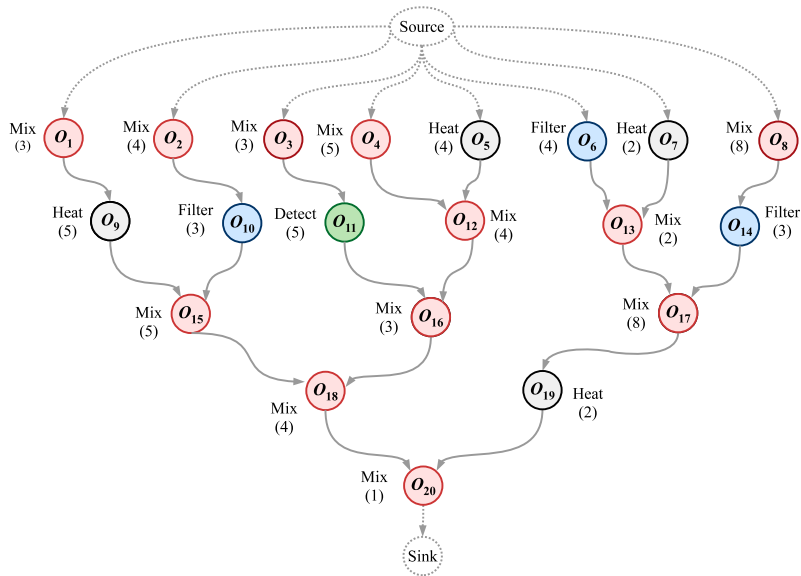 Source
Mix
(3)
O1
Mix
(4)
O2
Mix
(3)
O3
Mix
(5)
O4
Heat
(4)
O5
Filter
(4)
O6
Heat
(2)
O7
Mix
(8)
O8
Heat
(5)
O9
Filter
(3)
O10
Detect
(5)
O11
O12
Mix
(4)
O13
Mix
(2)
O14
Filter
(3)
Mix
(5)
O15
Mix
(3)
O16
Mix
(8)
O17
Mix
(4)
O18
O19
Heat
(2)
Mix
(1)
O20
Sink